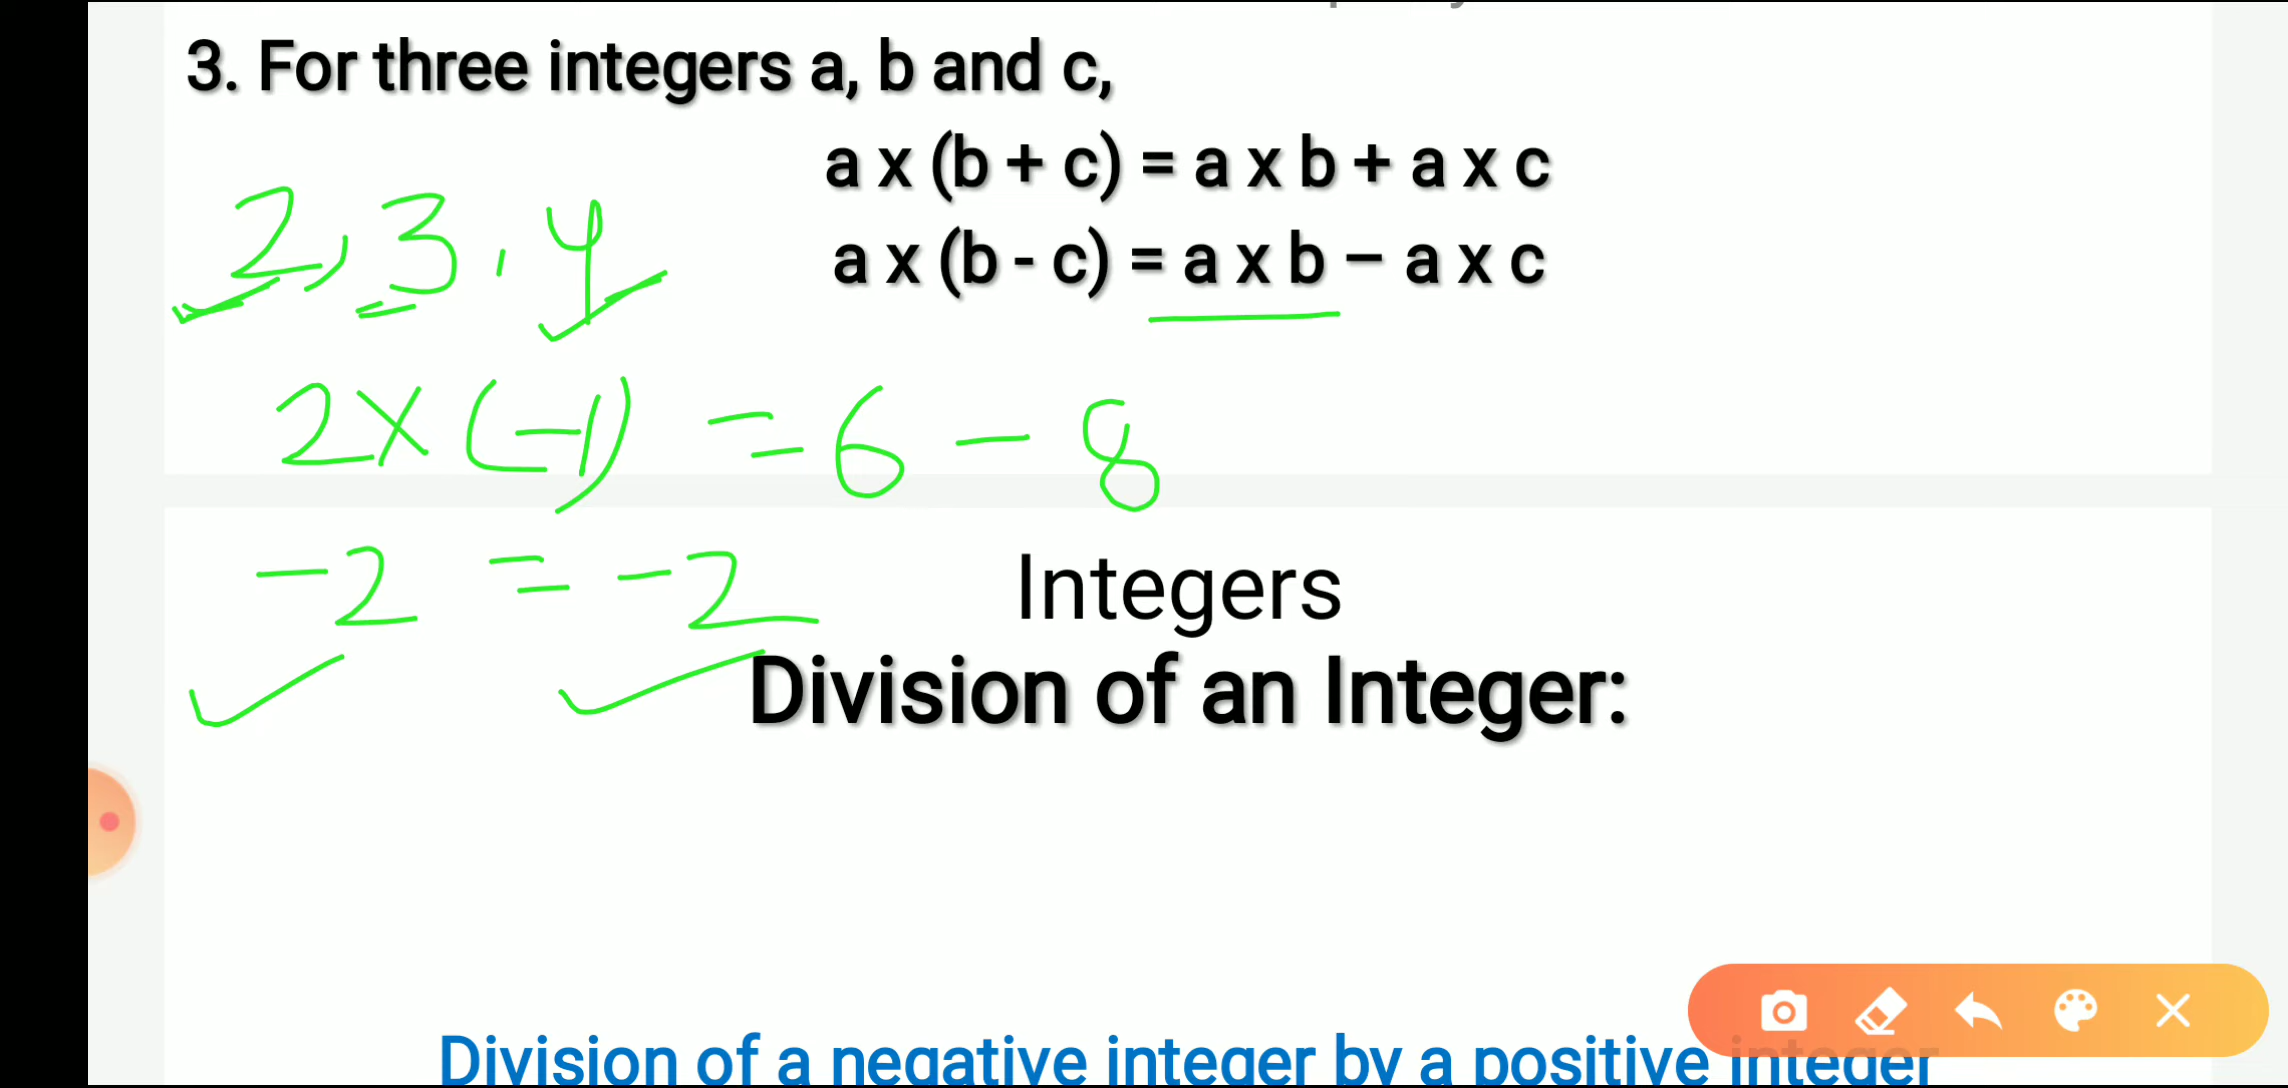 3. For three integers a, b and c,
a x (b + c) = a x b + a x c
2, 3, 4
a x (b - c) = a x b – a x c
2 x (-1) = 6 - 8
-2 = -2
Integers
Division of an Integer:
Division of a negative integer by a positive integer